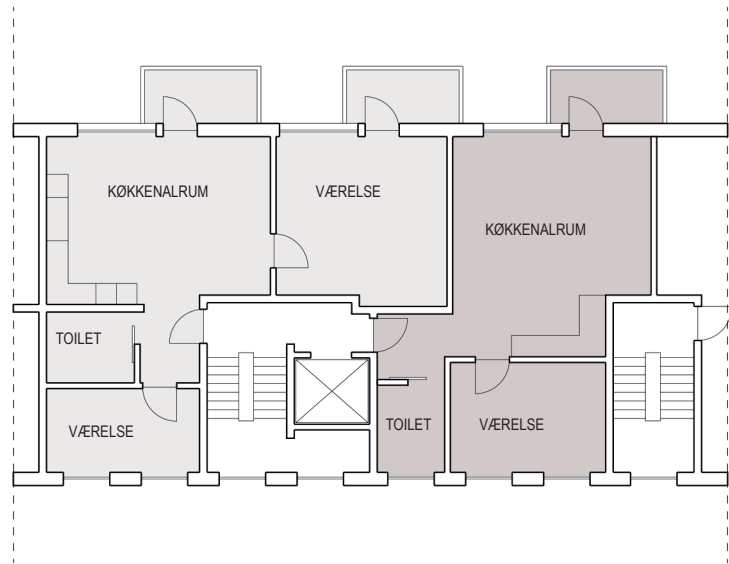 KØKKENALRUM
VÆRELSE
KØKKENALRUM
TOILET
VÆRELSE
TOILET
VÆRELSE